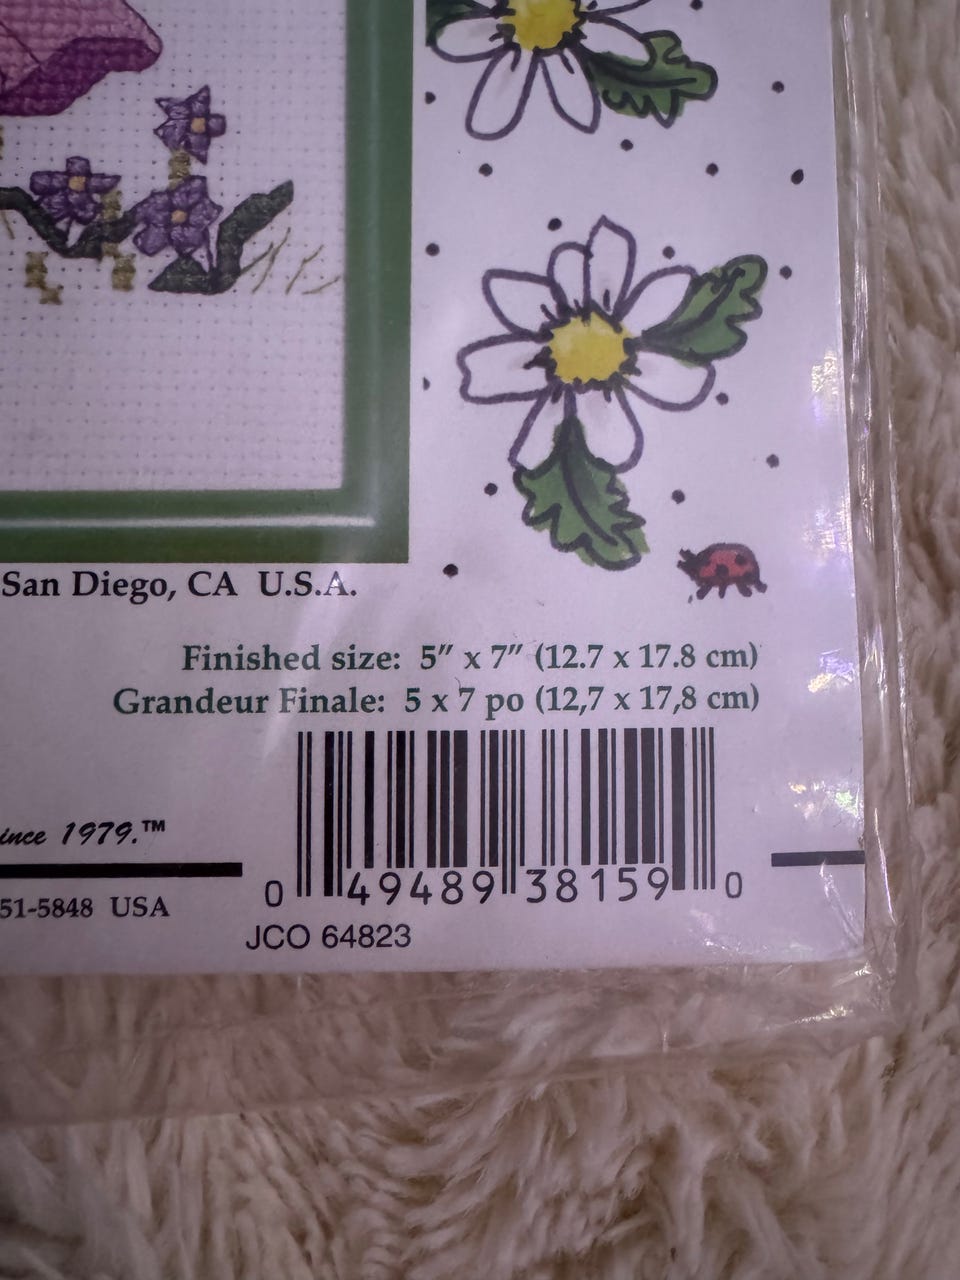 San Diego, CA U.S.A.
Finished size: 5″ x 7″ (12.7 x 17.8 cm)
Grandeur Finale: 5 x 7 po (12,7 x 17,8 cm)
ince 1979.™
51-5848 USA
0 49489 38159 0
JCO 64823